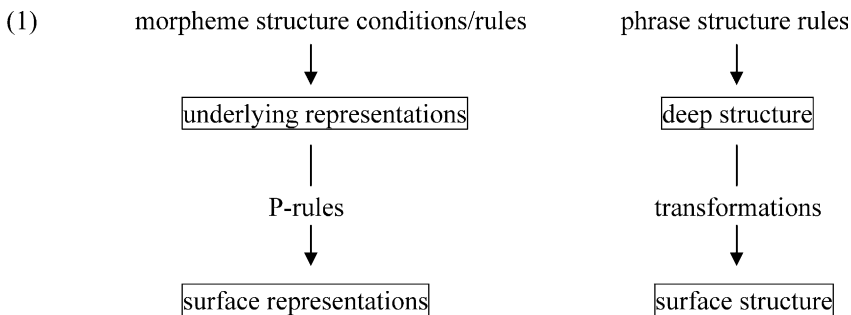 (1) morpheme structure conditions/rules phrase structure rules
underlying representations deep structure
P-rules transformations
surface representations surface structure